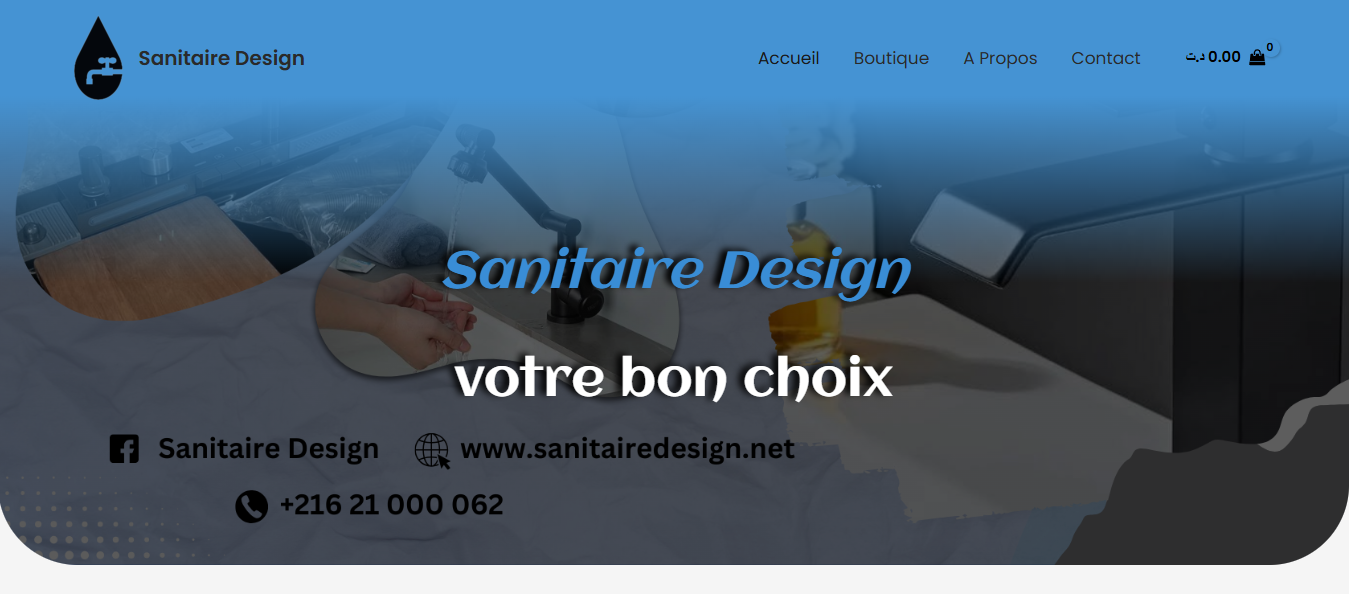 Sanitaire Design
Accueil Boutique A Propos Contact د.ت 0.00 0
Sanitaire Design
votre bon choix
Sanitaire Design www.sanitairedesign.net
+216 21 000 062